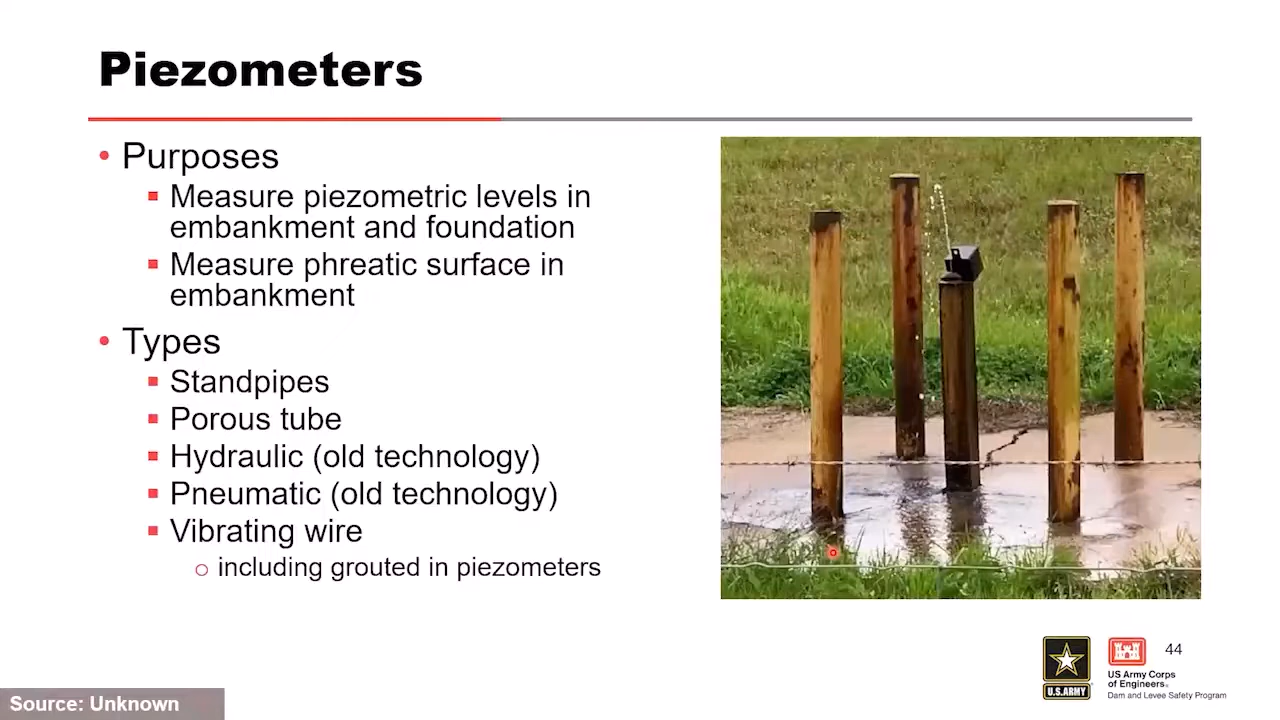 Piezometers
• Purposes
▪ Measure piezometric levels in
embankment and foundation
▪ Measure phreatic surface in
embankment
• Types
▪ Standpipes
▪ Porous tube
▪ Hydraulic (old technology)
▪ Pneumatic (old technology)
▪ Vibrating wire
○ including grouted in piezometers
U.S.ARMY
US Army Corps
of Engineers®
Dam and Levee Safety Program
44
Source: Unknown